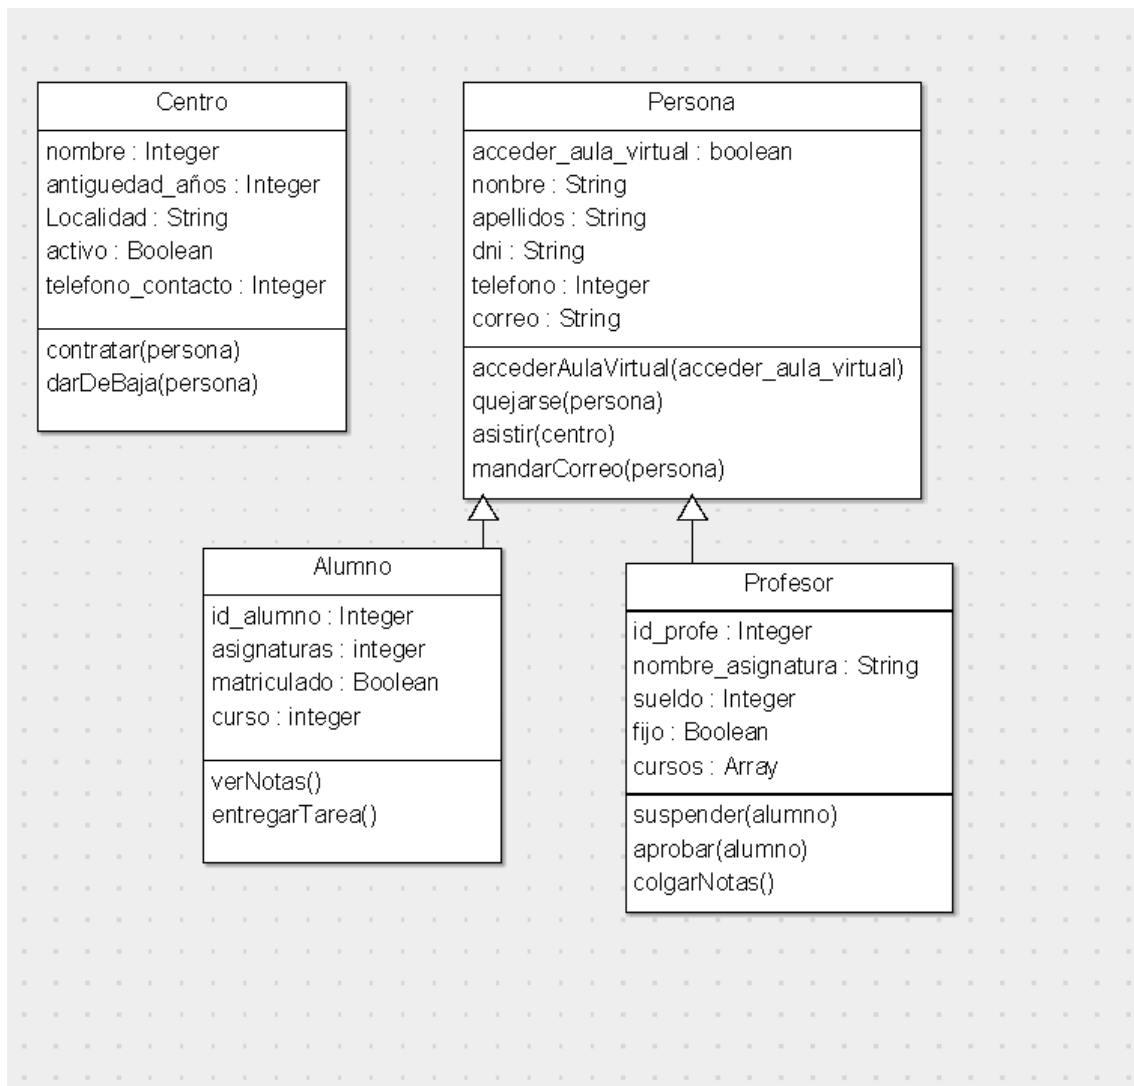 Centro
nombre : Integer
antiguedad_años : Integer
Localidad : String
activo : Boolean
telefono_contacto : Integer
contratar(persona)
darDeBaja(persona)
Persona
acceder_aula_virtual : boolean
nonbre : String
apellidos : String
dni : String
telefono : Integer
correo : String
accederAulaVirtual(acceder_aula_virtual)
quejarse(persona)
asistir(centro)
mandarCorreo(persona)
Alumno
id_alumno : Integer
asignaturas : integer
matriculado : Boolean
curso : integer
verNotas()
entregarTarea()
Profesor
id_profe : Integer
nombre_asignatura : String
sueldo : Integer
fijo : Boolean
cursos : Array
suspender(alumno)
aprobar(alumno)
colgarNotas()